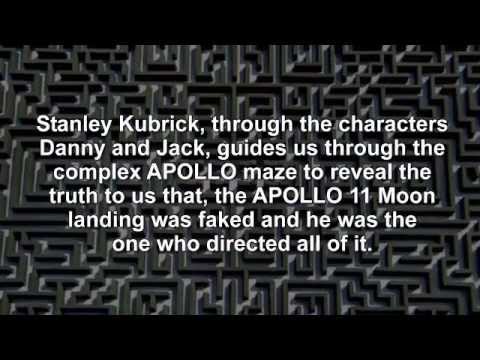 Stanley Kubrick, through the characters
Danny and Jack, guides us through the
complex APOLLO maze to reveal the
truth to us that, the APOLLO 11 Moon
landing was faked and he was the
one who directed all of it.